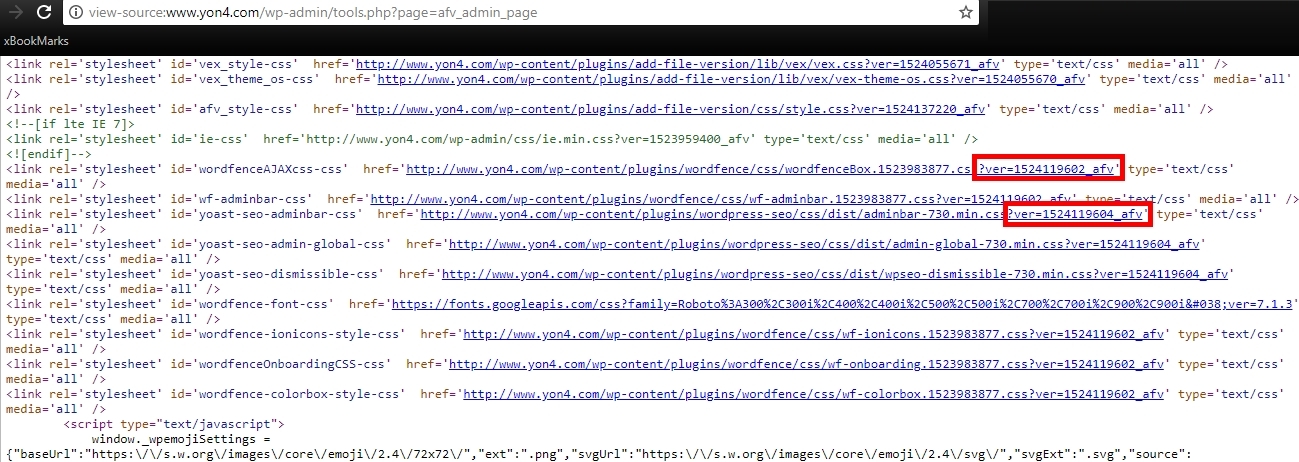 view-source:www.yon4.com/wp-admin/tools.php?page=afv_admin_page
xBookMarks
<link rel='stylesheet' id='vex_style-css'  href='http://www.yon4.com/wp-content/plugins/add-file-version/lib/vex/vex.css?ver=1524055671_afv' type='text/css' media='all' />
<link rel='stylesheet' id='vex_theme_os-css'  href='http://www.yon4.com/wp-content/plugins/add-file-version/lib/vex/vex-theme-os.css?ver=1524055670_afv' type='text/css' media='all'
/>
<link rel='stylesheet' id='afv_style-css'  href='http://www.yon4.com/wp-content/plugins/add-file-version/css/style.css?ver=1524137220_afv' type='text/css' media='all' />
<!--[if lte IE 7]>
<link rel='stylesheet' id='ie-css'  href='http://www.yon4.com/wp-admin/css/ie.min.css?ver=1523959400_afv' type='text/css' media='all' />
<![endif]-->
<link rel='stylesheet' id='wordfenceAJAXcss-css'  href='http://www.yon4.com/wp-content/plugins/wordfence/css/wordfenceBox.1523983877.css?ver=1524119602_afv' type='text/css'
media='all' />
<link rel='stylesheet' id='wf-adminbar-css'  href='http://www.yon4.com/wp-content/plugins/wordfence/css/wf-adminbar.1523983877.css?ver=1524119602_afv' type='text/css' media='all' />
<link rel='stylesheet' id='yoast-seo-adminbar-css'  href='http://www.yon4.com/wp-content/plugins/wordpress-seo/css/dist/adminbar-730.min.css?ver=1524119604_afv' type='text/css'
media='all' />
<link rel='stylesheet' id='yoast-seo-admin-global-css'  href='http://www.yon4.com/wp-content/plugins/wordpress-seo/css/dist/admin-global-730.min.css?ver=1524119604_afv'
type='text/css' media='all' />
<link rel='stylesheet' id='yoast-seo-dismissible-css'  href='http://www.yon4.com/wp-content/plugins/wordpress-seo/css/dist/wpseo-dismissible-730.min.css?ver=1524119604_afv'
type='text/css' media='all' />
<link rel='stylesheet' id='wordfence-font-css'  href='https://fonts.googleapis.com/css?family=Roboto%3A300%2C300i%2C400%2C400i%2C500%2C500i%2C700%2C700i%2C900%2C900i&#038;ver=7.1.3'
type='text/css' media='all' />
<link rel='stylesheet' id='wordfence-ionicons-style-css'  href='http://www.yon4.com/wp-content/plugins/wordfence/css/wf-ionicons.1523983877.css?ver=1524119602_afv' type='text/css'
media='all' />
<link rel='stylesheet' id='wordfenceOnboardingCSS-css'  href='http://www.yon4.com/wp-content/plugins/wordfence/css/wf-onboarding.1523983877.css?ver=1524119602_afv' type='text/css'
media='all' />
<link rel='stylesheet' id='wordfence-colorbox-style-css'  href='http://www.yon4.com/wp-content/plugins/wordfence/css/wf-colorbox.1523983877.css?ver=1524119602_afv' type='text/css'
media='all' />
<script type="text/javascript">
window._wpemojiSettings =
{"baseUrl":"https:\/\/s.w.org\/images\/core\/emoji\/2.4\/72x72\/","ext":".png","svgUrl":"https:\/\/s.w.org\/images\/core\/emoji\/2.4\/svg\/","svgExt":".svg","source":